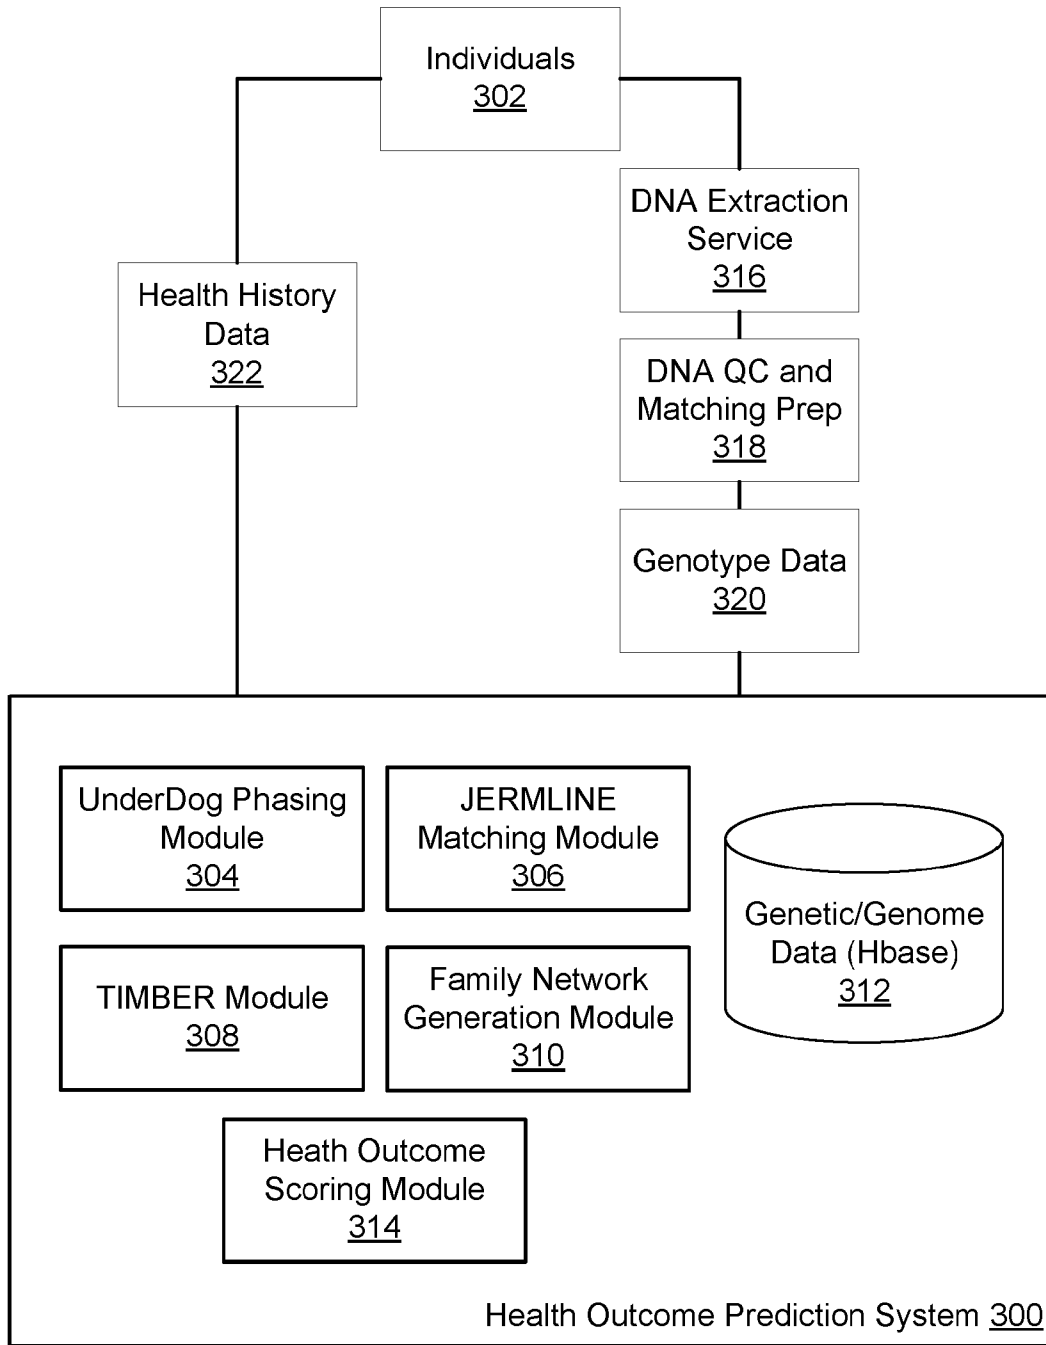 Individuals
302
DNA Extraction
Service
316
Health History
Data
322
DNA QC and
Matching Prep
318
Genotype Data
320
UnderDog Phasing
Module
304
JERMLINE
Matching Module
306
Genetic/Genome
Data (Hbase)
312
TIMBER Module
308
Family Network
Generation Module
310
Heath Outcome
Scoring Module
314
Health Outcome Prediction System 300